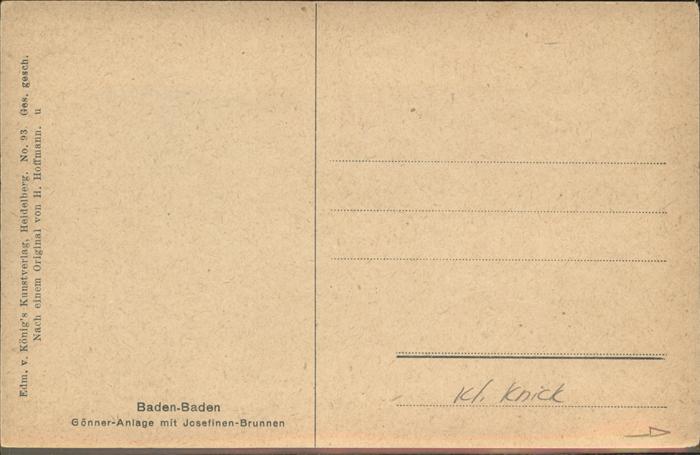 Edm. v. König's Kunstverlag, Heidelberg. No. 93. Ges. gesch.
Nach einem Original von H. Hoffmann. u
Baden-Baden
Gönner-Anlage mit Josefinen-Brunnen
Kl. Knick